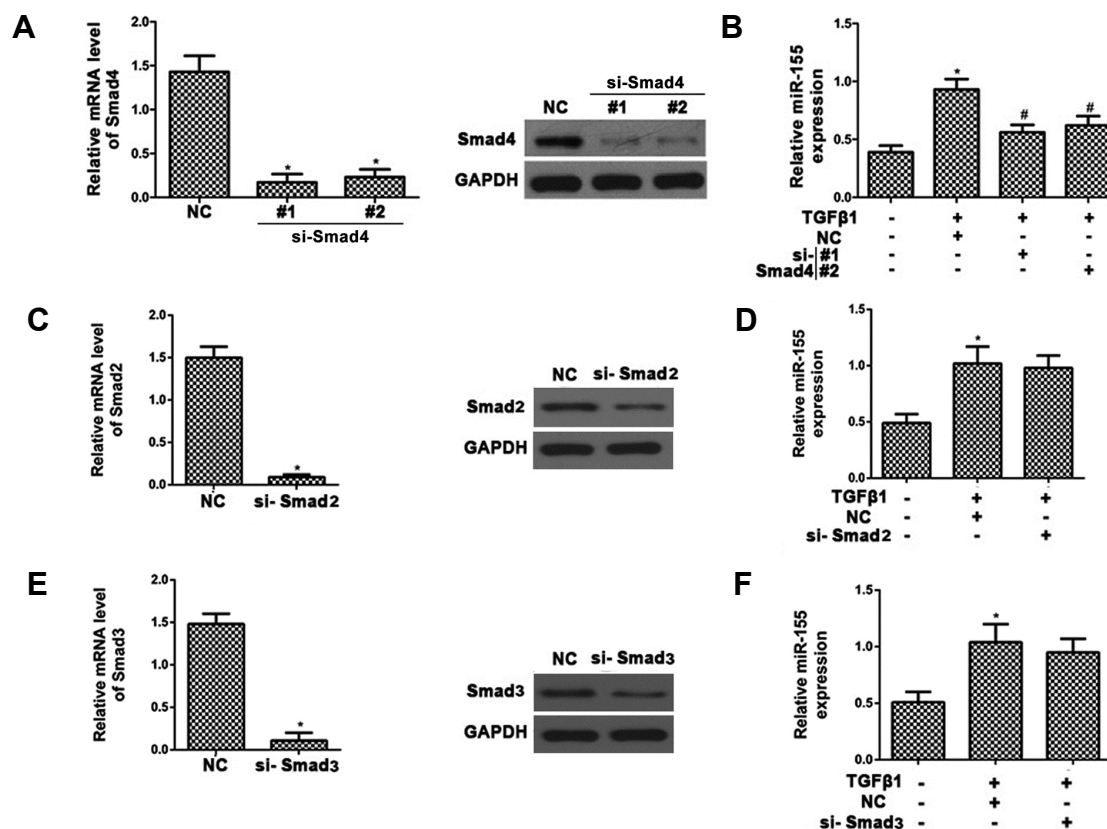 A
Relative mRNA level
of Smad4
2.0
1.5
1.0
0.5
0.0
*
*
NC
#1
#2
si-Smad4
si-Smad4
NC
#1
#2
Smad4
GAPDH
B
Relative miR-155
expression
1.5
1.0
0.5
0.0
*
#
#
TGFβ1 - + + +
NC - + - -
si- #1 - - + -
Smad4 #2 - - - +
C
Relative mRNA level
of Smad2
2.0
1.5
1.0
0.5
0.0
*
NC
si- Smad2
NC si- Smad2
Smad2
GAPDH
D
Relative miR-155
expression
1.5
1.0
0.5
0.0
*
TGFβ1 - + +
NC - + -
si- Smad2 - - +
E
Relative mRNA level
of Smad3
2.0
1.5
1.0
0.5
0.0
*
NC
si- Smad3
NC si- Smad3
Smad3
GAPDH
F
Relative miR-155
expression
1.5
1.0
0.5
0.0
*
TGFβ1 - + +
NC - + -
si- Smad3 - - +